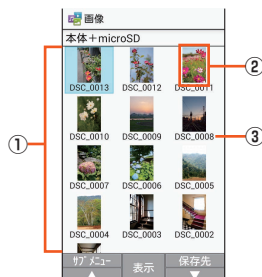 画像
本体+microSD
②
DSC_0013 DSC_0012 DSC_0011
①
DSC_0010 DSC_0009 DSC_0008 ③
DSC_0007 DSC_0006 DSC_0005
DSC_0004 DSC_0003 DSC_0002
ｻﾌﾞﾒﾆｭｰ 表示 保存先